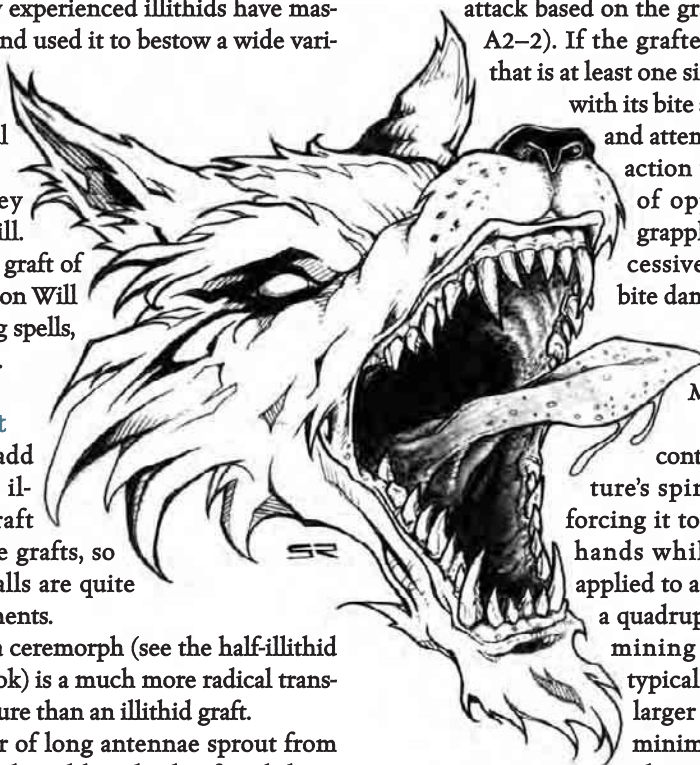 experienced illithids have mas-
nd used it to bestow a wide vari-
ey
ill.
graft of
on Will
g spells,
t
add
il-
raft
e grafts, so
alls are quite
nents.
ceremorph (see the half-illithid
ok) is a much more radical trans-
ure than an illithid graft.
r of long antennae sprout from
SR
attack based on the gr
A2–2). If the grafte
that is at least one si
with its bite
and atten
action
of op
grappl
cessive
bite dan
M
cont
ture's spin
forcing it to
hands whil
applied to a
a quadrup
mining
typical
larger
minim